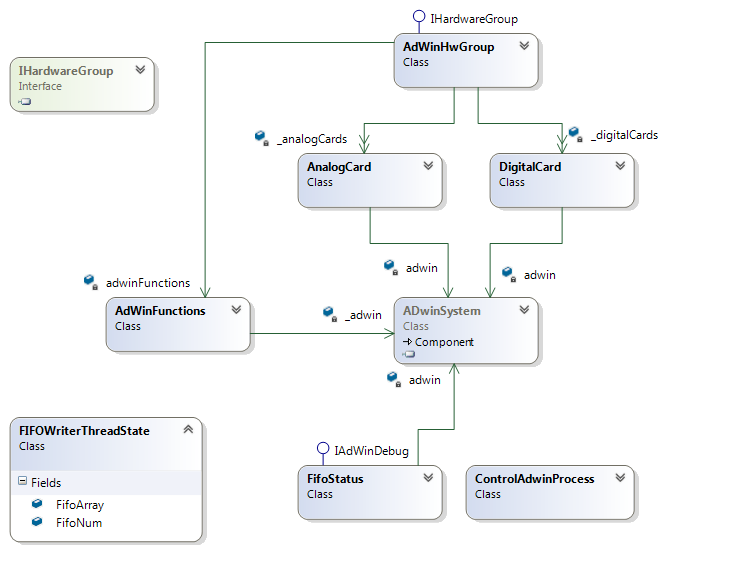 IHardwareGroup
AdWinHwGroup
Class
IHardwareGroup
Interface
_analogCards
_digitalCards
AnalogCard
Class
DigitalCard
Class
adwin
adwin
adwinFunctions
AdWinFunctions
Class
_adwin
ADwinSystem
Class
Component
adwin
FIFOWriterThreadState
Class
Fields
FifoArray
FifoNum
IAdWinDebug
FifoStatus
Class
ControlAdwinProcess
Class